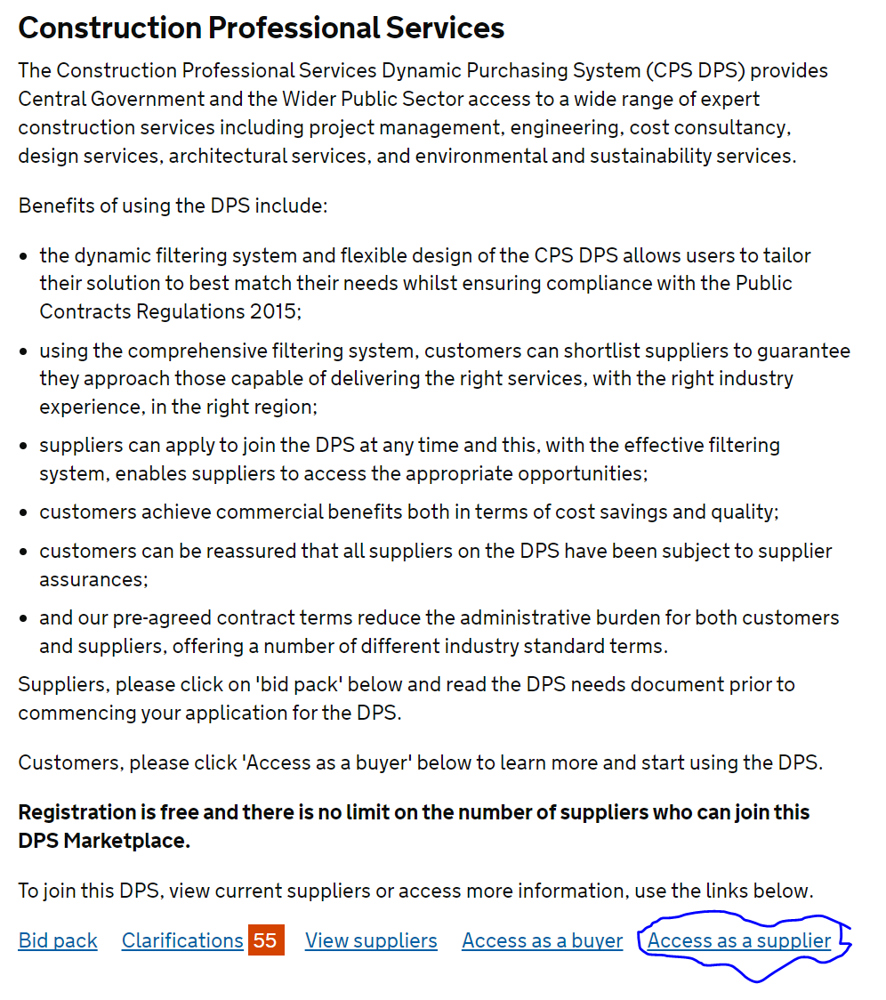 Construction Professional Services
The Construction Professional Services Dynamic Purchasing System (CPS DPS) provides
Central Government and the Wider Public Sector access to a wide range of expert
construction services including project management, engineering, cost consultancy,
design services, architectural services, and environmental and sustainability services.
Benefits of using the DPS include:
• the dynamic filtering system and flexible design of the CPS DPS allows users to tailor
their solution to best match their needs whilst ensuring compliance with the Public
Contracts Regulations 2015;
• using the comprehensive filtering system, customers can shortlist suppliers to guarantee
they approach those capable of delivering the right services, with the right industry
experience, in the right region;
• suppliers can apply to join the DPS at any time and this, with the effective filtering
system, enables suppliers to access the appropriate opportunities;
• customers achieve commercial benefits both in terms of cost savings and quality;
• customers can be reassured that all suppliers on the DPS have been subject to supplier
assurances;
• and our pre-agreed contract terms reduce the administrative burden for both customers
and suppliers, offering a number of different industry standard terms.
Suppliers, please click on 'bid pack' below and read the DPS needs document prior to
commencing your application for the DPS.
Customers, please click 'Access as a buyer' below to learn more and start using the DPS.
Registration is free and there is no limit on the number of suppliers who can join this
DPS Marketplace.
To join this DPS, view current suppliers or access more information, use the links below.
Bid pack Clarifications 55 View suppliers Access as a buyer Access as a supplier